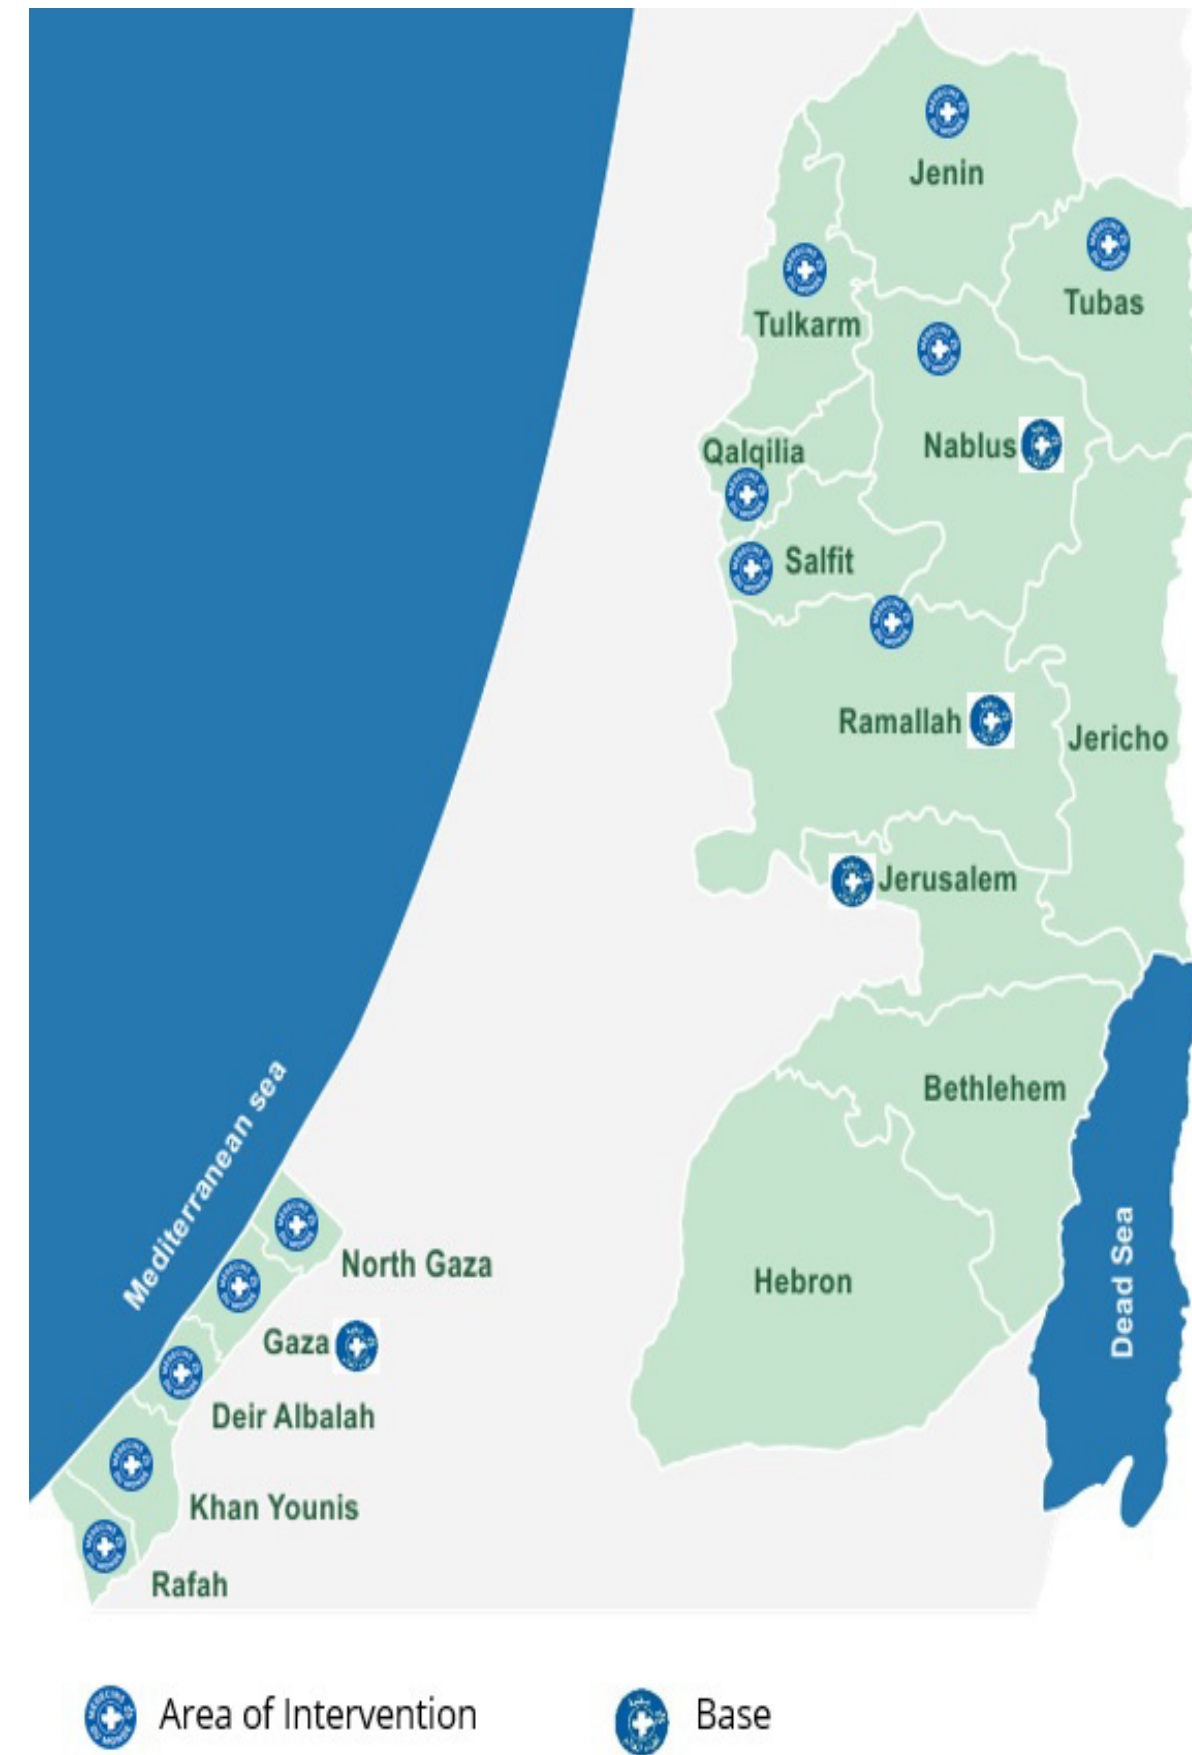 Jenin
Tubas
Tulkarm
Nablus
Qalqilia
Salfit
Ramallah
Jericho
Jerusalem
Bethlehem
Mediterranean sea
Dead Sea
North Gaza
Hebron
Gaza
Deir Albalah
Khan Younis
Rafah
Area of Intervention
Base